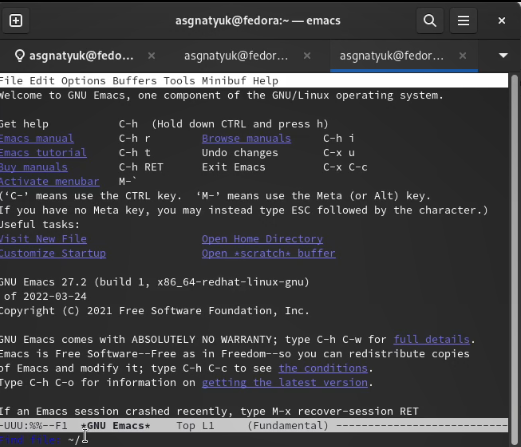 asgnatyuk@fedora:~ — emacs
asgnatyuk@fedo... × asgnatyuk@fedor... × asgnatyuk@fedor... ×
File Edit Options Buffers Tools Minibuf Help
Welcome to GNU Emacs, one component of the GNU/Linux operating system.
Get help C-h (Hold down CTRL and press h)
Emacs manual C-h r Browse manuals C-h i
Emacs tutorial C-h t Undo changes C-x u
Buy manuals C-h RET Exit Emacs C-x C-c
Activate menubar M-`
(‘C-’ means use the CTRL key. ‘M-’ means use the Meta (or Alt) key.
If you have no Meta key, you may instead type ESC followed by the character.)
Useful tasks:
Visit New File Open Home Directory
Customize Startup Open *scratch* buffer
GNU Emacs 27.2 (build 1, x86_64-redhat-linux-gnu)
of 2022-03-24
Copyright (C) 2021 Free Software Foundation, Inc.
GNU Emacs comes with ABSOLUTELY NO WARRANTY; type C-h C-w for full details.
Emacs is Free Software--Free as in Freedom--so you can redistribute copies
of Emacs and modify it; type C-h C-c to see the conditions.
Type C-h C-o for information on getting the latest version.
If an Emacs session crashed recently, type M-x recover-session RET
-UUU:%%--F1 *GNU Emacs* Top L1 (Fundamental) ----------------------------
Find file: ~/